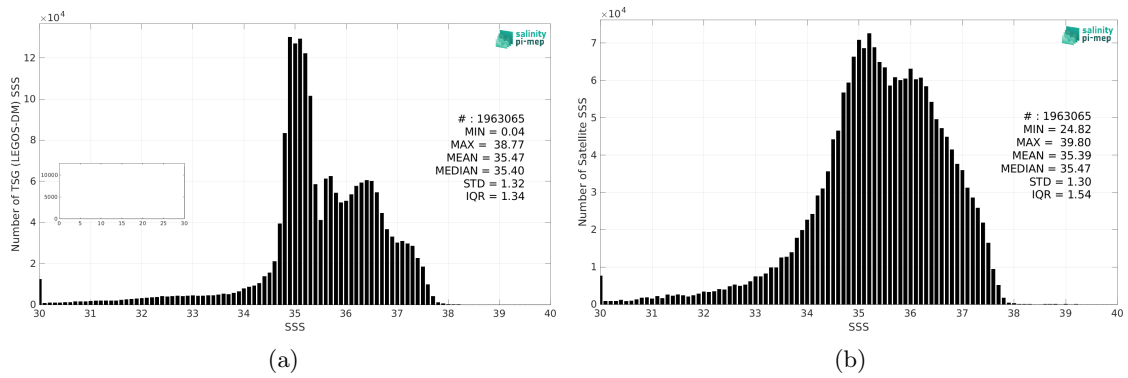 ×10⁴
12
10
8
6
4
2
0
Number of TSG (LEGOS-DM) SSS
salinity
pi-mep
# : 1963065
MIN = 0.04
MAX = 38.77
MEAN = 35.47
MEDIAN = 35.40
STD = 1.32
IQR = 1.34
10000
5000
0
0 5 10 15 20 25 30
30 31 32 33 34 35 36 37 38 39 40
SSS
(a)
×10⁴
7
6
5
4
3
2
1
0
Number of Satellite SSS
salinity
pi-mep
# : 1963065
MIN = 24.82
MAX = 39.80
MEAN = 35.39
MEDIAN = 35.47
STD = 1.30
IQR = 1.54
30 31 32 33 34 35 36 37 38 39 40
SSS
(b)